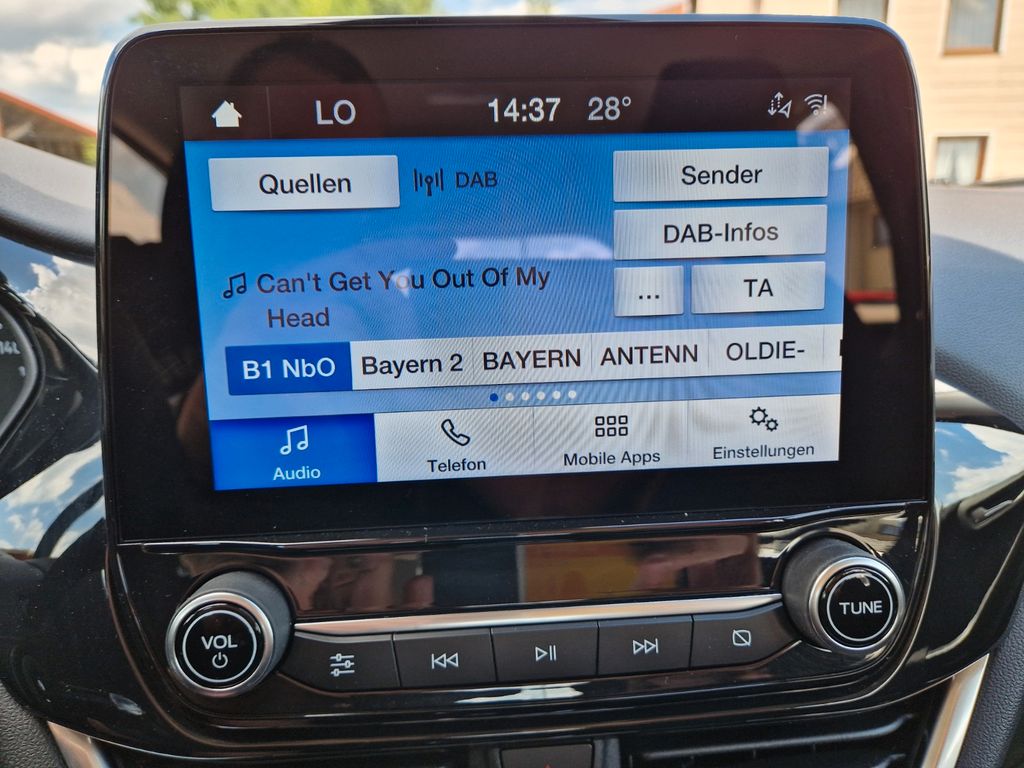 LO 14:37 28°
Quellen DAB Sender
DAB-Infos
Can't Get You Out Of My
Head
... TA
B1 NbO Bayern 2 BAYERN ANTENN OLDIE-
Audio Telefon Mobile Apps Einstellungen
VOL
TUNE